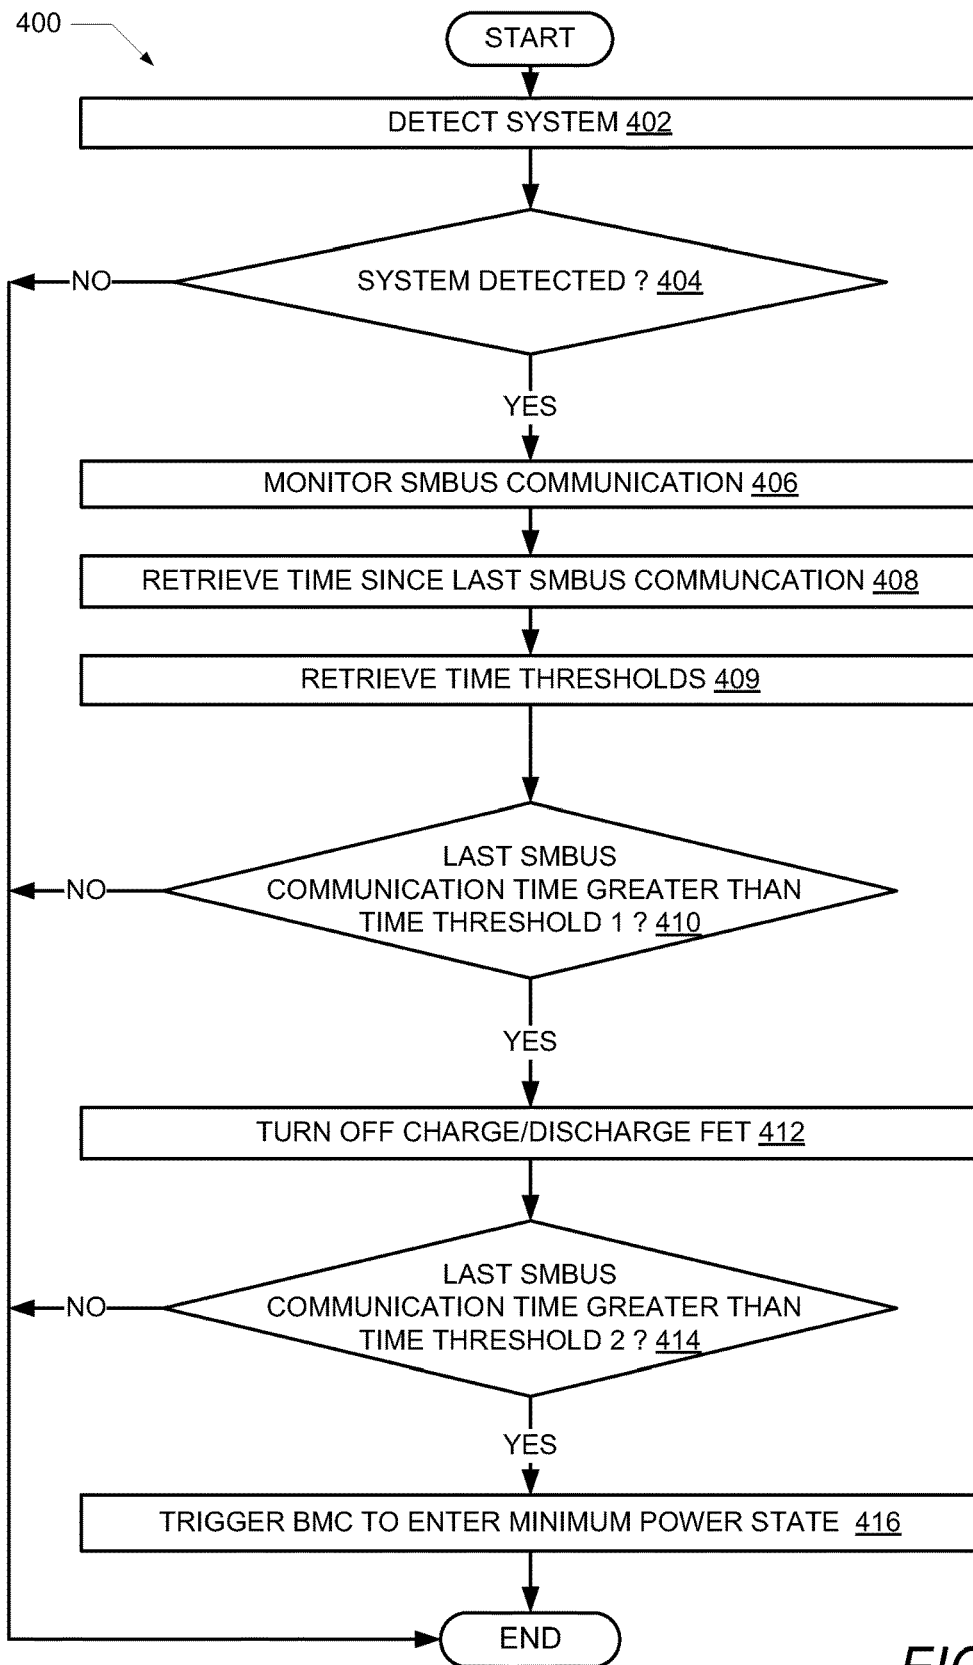 400
START
DETECT SYSTEM 402
NO
SYSTEM DETECTED ? 404
YES
MONITOR SMBUS COMMUNICATION 406
RETRIEVE TIME SINCE LAST SMBUS COMMUNCATION 408
RETRIEVE TIME THRESHOLDS 409
LAST SMBUS
NO
COMMUNICATION TIME GREATER THAN
TIME THRESHOLD 1 ? 410
YES
TURN OFF CHARGE/DISCHARGE FET 412
LAST SMBUS
NO
COMMUNICATION TIME GREATER THAN
TIME THRESHOLD 2 ? 414
YES
TRIGGER BMC TO ENTER MINIMUM POWER STATE 416
END